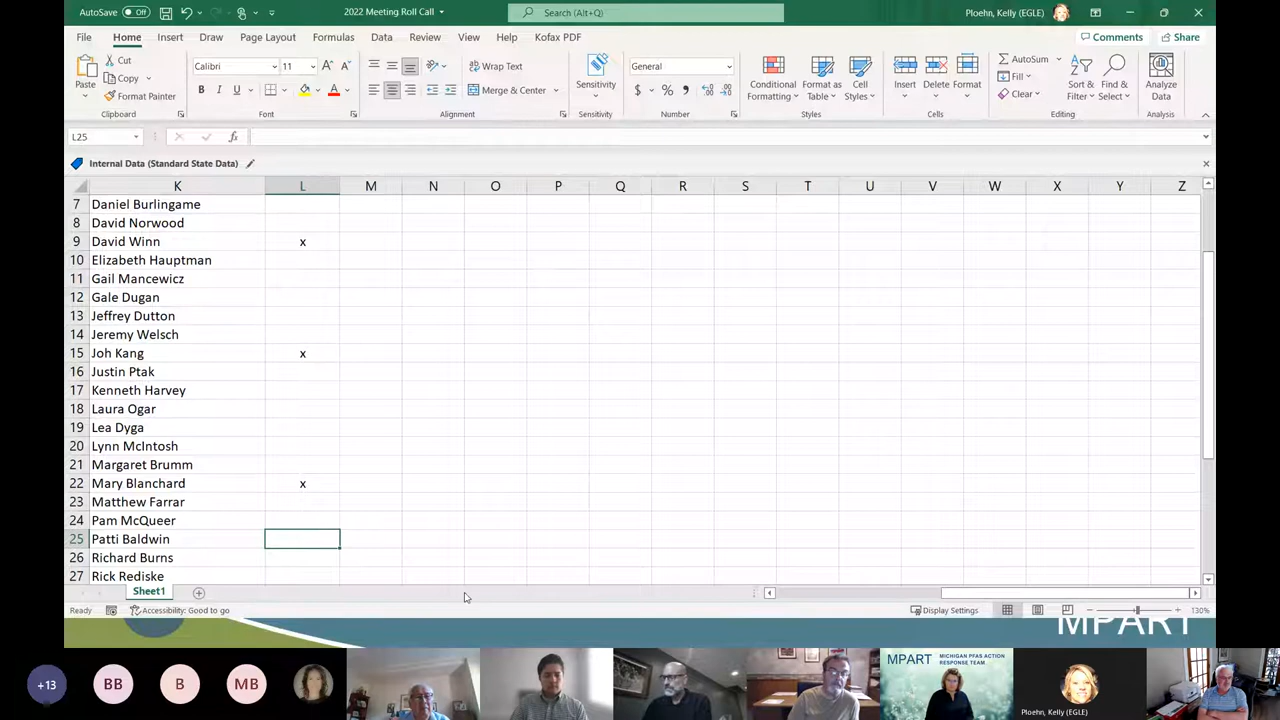 AutoSave Off
2022 Meeting Roll Call
Search (Alt+Q)
Ploehn, Kelly (EGLE)
File Home Insert Draw Page Layout Formulas Data Review View Help Kofax PDF
Comments Share
Paste
Cut
Copy
Format Painter
Clipboard
Calibri 11
B I U
Font
Wrap Text
Merge & Center
Alignment
Sensitivity
Sensitivity
General
$ % 9
Number
Conditional Formatting
Format as Table
Cell Styles
Styles
Insert Delete Format
Cells
AutoSum
Fill
Clear
Sort & Filter
Find & Select
Editing
Analyze Data
Analysis
L25 fx
Internal Data (Standard State Data)
K L M N O P Q R S T U V W X Y Z
7 Daniel Burlingame
8 David Norwood
9 David Winn x
10 Elizabeth Hauptman
11 Gail Mancewicz
12 Gale Dugan
13 Jeffrey Dutton
14 Jeremy Welsch
15 Joh Kang x
16 Justin Ptak
17 Kenneth Harvey
18 Laura Ogar
19 Lea Dyga
20 Lynn McIntosh
21 Margaret Brumm
22 Mary Blanchard x
23 Matthew Farrar
24 Pam McQueer
25 Patti Baldwin
26 Richard Burns
27 Rick Rediske
Sheet1
Ready Accessibility: Good to go
Display Settings 130%
MPART
+13 BB B MB
MPART MICHIGAN PFAS ACTION
RESPONSE TEAM
Ploehn, Kelly (EGLE)